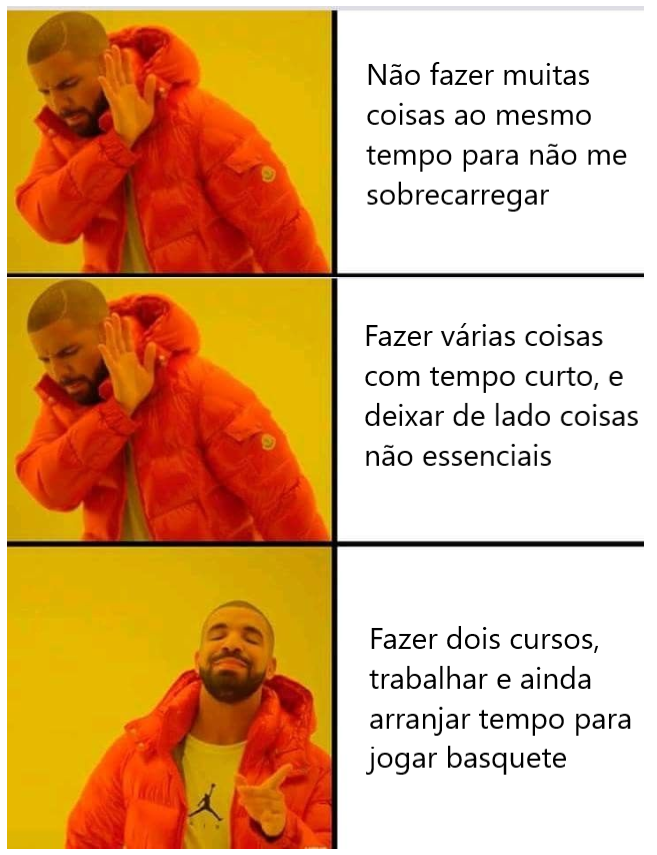 Não fazer muitas
coisas ao mesmo
tempo para não me
sobrecarregar
Fazer várias coisas
com tempo curto, e
deixar de lado coisas
não essenciais
Fazer dois cursos,
trabalhar e ainda
arranjar tempo para
jogar basquete